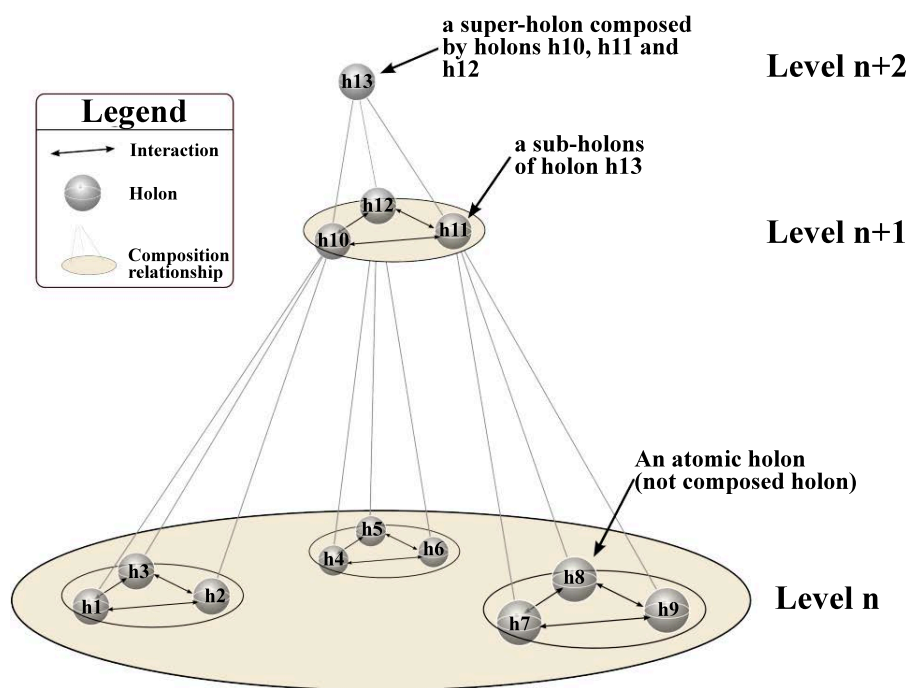 a super-holon composed
by holons h10, h11 and
h12
Level n+2
h13
Legend
Interaction
Holon
Composition
relationship
a sub-holons
of holon h13
h12
h10
h11
Level n+1
An atomic holon
(not composed holon)
h5
h4
h6
h3
h1
h2
h8
h7
h9
Level n